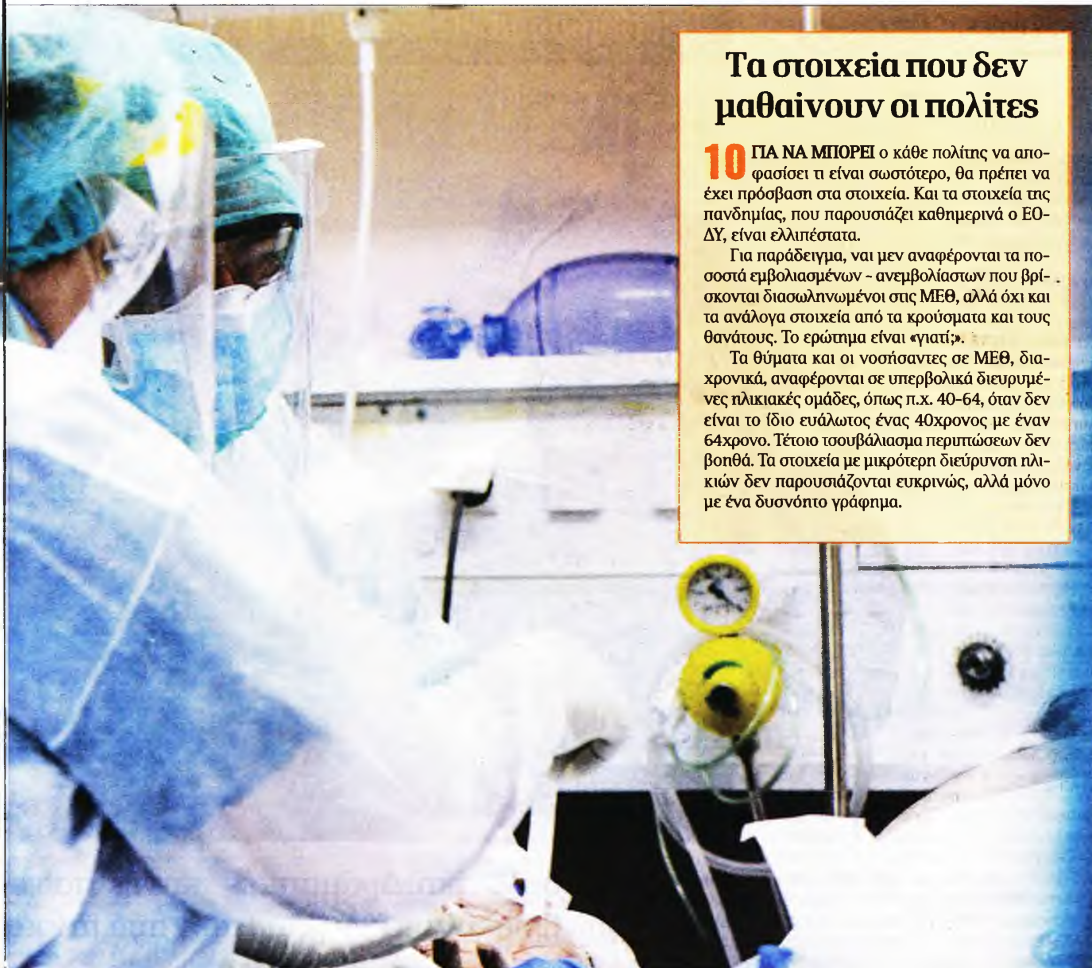 Τα στοιχεία που δεν
μαθαίνουν οι πολίτες
10 ΓΙΑ ΝΑ ΜΠΟΡΕΙ ο κάθε πολίτης να απο-
φασίσει τι είναι σωστότερο, θα πρέπει να
έχει πρόσβαση στα στοιχεία. Και τα στοιχεία της
πανδημίας, που παρουσιάζει καθημερινά ο ΕΟ-
ΔΥ, είναι ελλιπέστατα.
Για παράδειγμα, ναι μεν αναφέρονται τα πο-
σοστά εμβολιασμένων - ανεμβολίαστων που βρί-
σκονται διασωληνωμένοι στις ΜΕΘ, αλλά όχι και
τα ανάλογα στοιχεία από τα κρούσματα και τους
θανάτους. Το ερώτημα είναι «γιατί;».
Τα θύματα και οι νοσήσαντες σε ΜΕΘ, δια-
χρονικά, αναφέρονται σε υπερβολικά διευρυμέ-
νες ηλικιακές ομάδες, όπως π.χ. 40-64, όταν δεν
είναι το ίδιο ευάλωτος ένας 40χρονος με έναν
64χρονο. Τέτοιο τσουβάλιασμα περιπτώσεων δεν
βοηθά. Τα στοιχεία με μικρότερη διεύρυνση ηλι-
κιών δεν παρουσιάζονται ευκρινώς, αλλά μόνο
με ένα δυσνόητο γράφημα.